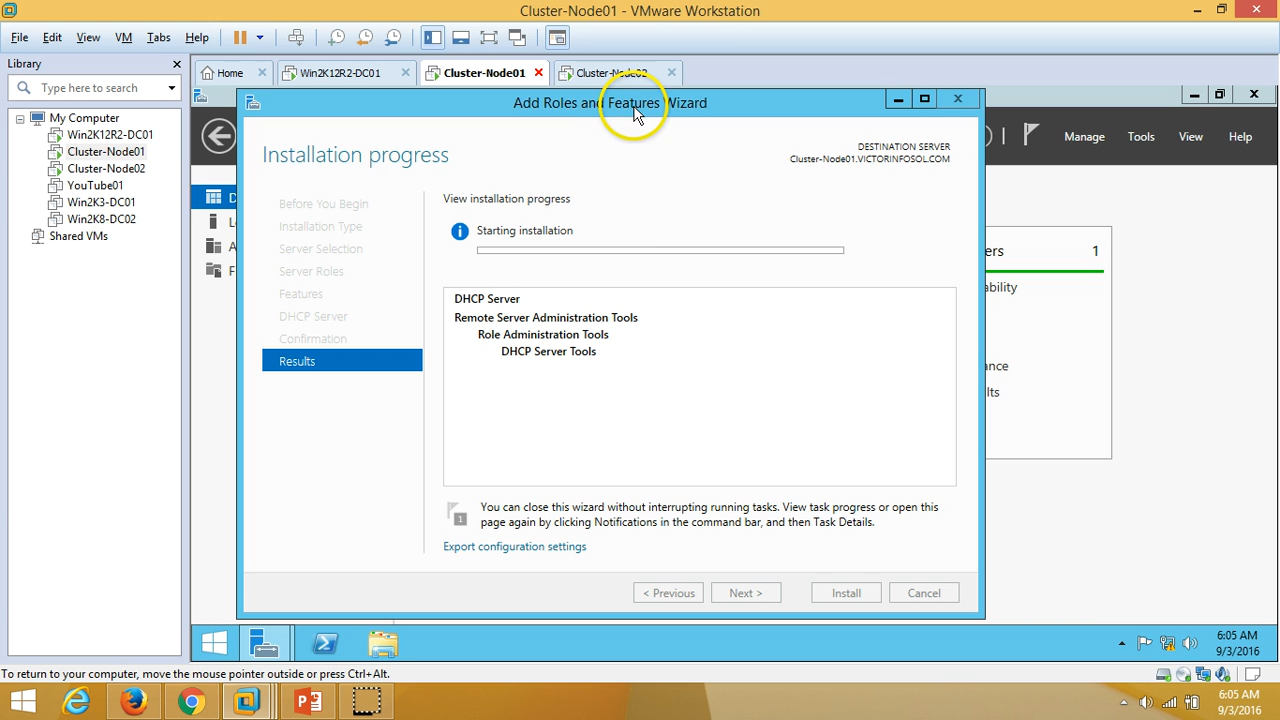 Cluster-Node01 - VMware Workstation
File Edit View VM Tabs Help
Library
Type here to search
My Computer
Win2K12R2-DC01
Cluster-Node01
Cluster-Node02
YouTube01
Win2K3-DC01
Win2K8-DC02
Shared VMs
Home Win2K12R2-DC01 Cluster-Node01 Cluster-Node02
Manage Tools View Help
Add Roles and Features Wizard
Installation progress
DESTINATION SERVER
Cluster-Node01.VICTORINFOSOL.COM
Before You Begin
Installation Type
Server Selection
Server Roles
Features
DHCP Server
Confirmation
Results
View installation progress
Starting installation
DHCP Server
Remote Server Administration Tools
Role Administration Tools
DHCP Server Tools
1
You can close this wizard without interrupting running tasks. View task progress or open this
page again by clicking Notifications in the command bar, and then Task Details.
Export configuration settings
< Previous Next > Install Cancel
D
L
A
F
ers 1
ability
ance
lts
6:05 AM
9/3/2016
To return to your computer, move the mouse pointer outside or press Ctrl+Alt.
6:05 AM
9/3/2016